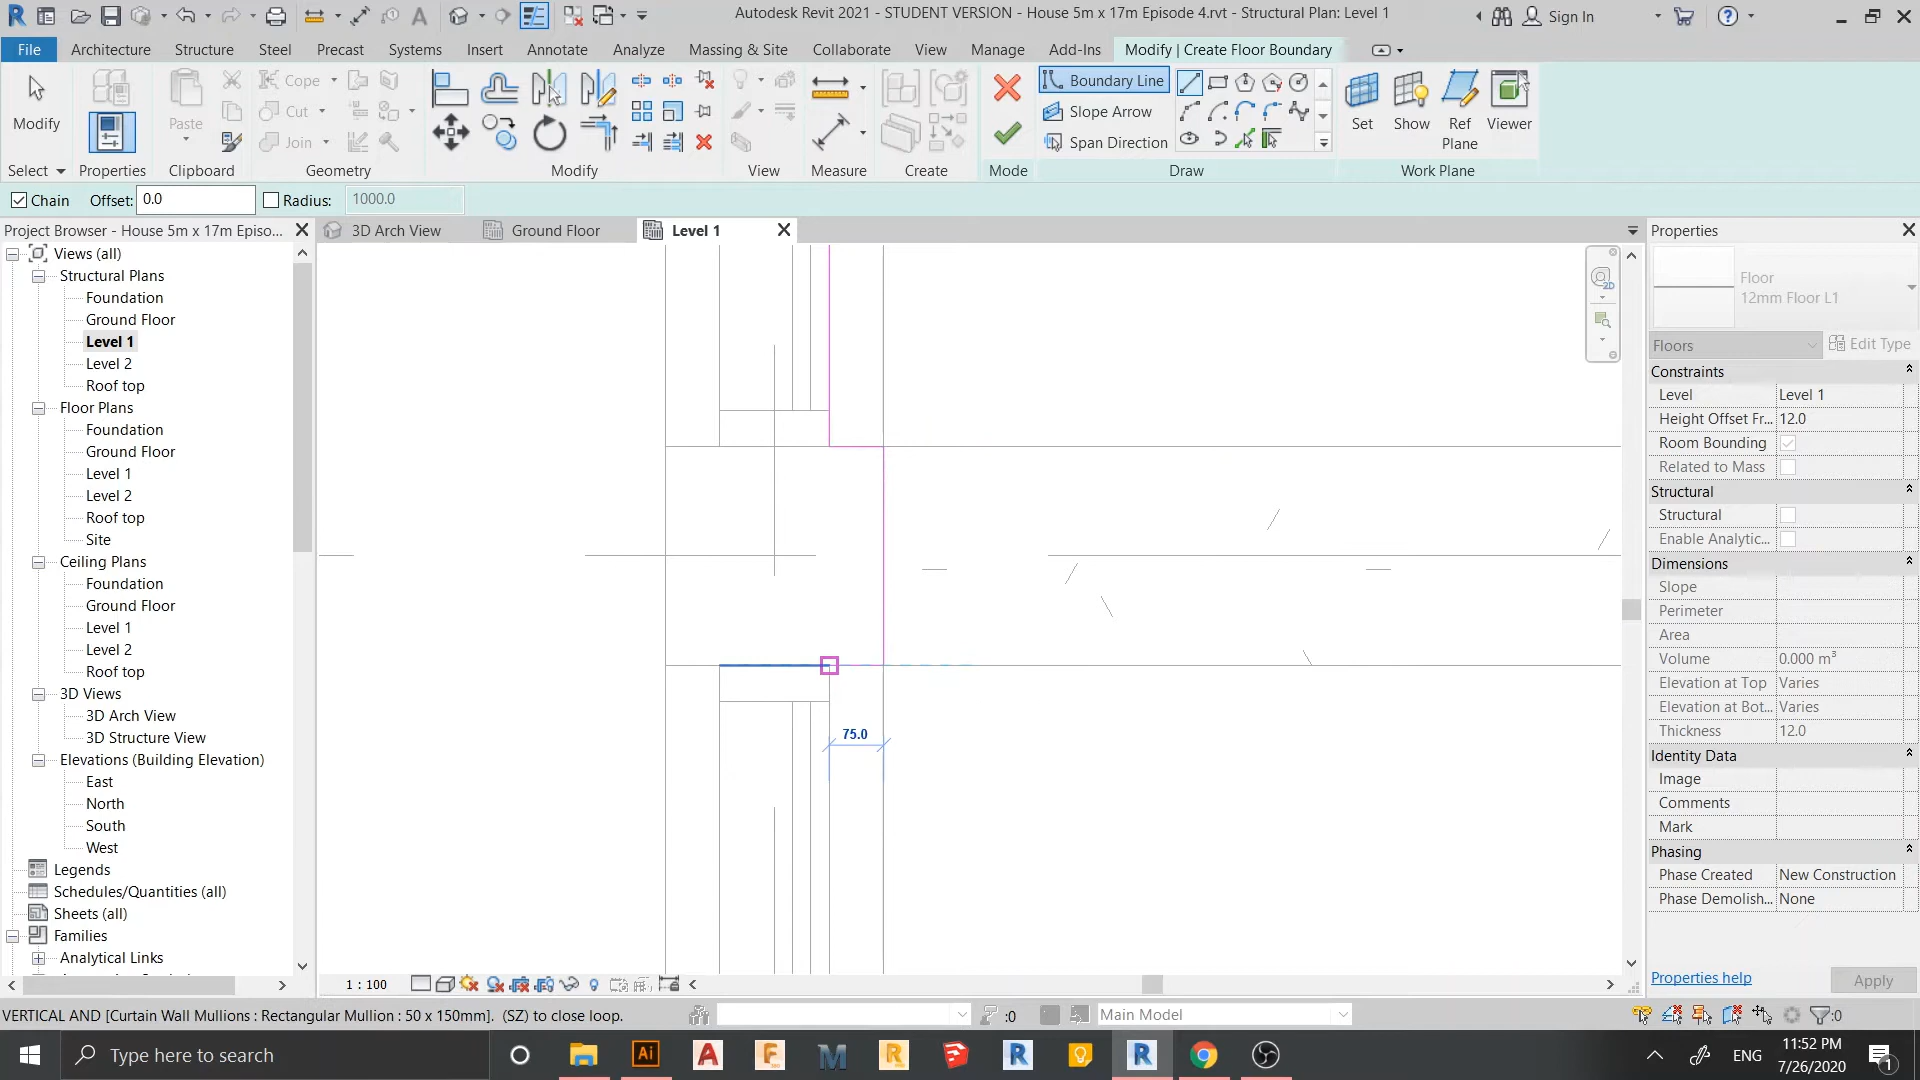 Autodesk Revit 2021 - STUDENT VERSION - House 5m x 17m Episode 4.rvt - Structural Plan: Level 1
Sign In
File Architecture Structure Steel Precast Systems Insert Annotate Analyze Massing & Site Collaborate View Manage Add-Ins Modify | Create Floor Boundary
Modify
Paste
Cope
Cut
Join
Boundary Line
Slope Arrow
Span Direction
Set Show Ref Plane Viewer
Select Properties Clipboard Geometry Modify View Measure Create Mode Draw Work Plane
Chain Offset: 0.0 Radius: 1000.0
Project Browser - House 5m x 17m Episo...
3D Arch View Ground Floor Level 1
Views (all)
Structural Plans
Foundation
Ground Floor
Level 1
Level 2
Roof top
Floor Plans
Foundation
Ground Floor
Level 1
Level 2
Roof top
Site
Ceiling Plans
Foundation
Ground Floor
Level 1
Level 2
Roof top
3D Views
3D Arch View
3D Structure View
Elevations (Building Elevation)
East
North
South
West
Legends
Schedules/Quantities (all)
Sheets (all)
Families
Analytical Links
75.0
2D
Properties
Floor
12mm Floor L1
Floors Edit Type
Constraints
Level Level 1
Height Offset Fr... 12.0
Room Bounding
Related to Mass
Structural
Structural
Enable Analytic...
Dimensions
Slope
Perimeter
Area
Volume 0.000 m³
Elevation at Top Varies
Elevation at Bot... Varies
Thickness 12.0
Identity Data
Image
Comments
Mark
Phasing
Phase Created New Construction
Phase Demolish... None
Properties help Apply
1 : 100
VERTICAL AND [Curtain Wall Mullions : Rectangular Mullion : 50 x 150mm]. (SZ) to close loop.
:0 Main Model :0
Type here to search
ENG
11:52 PM
7/26/2020
1